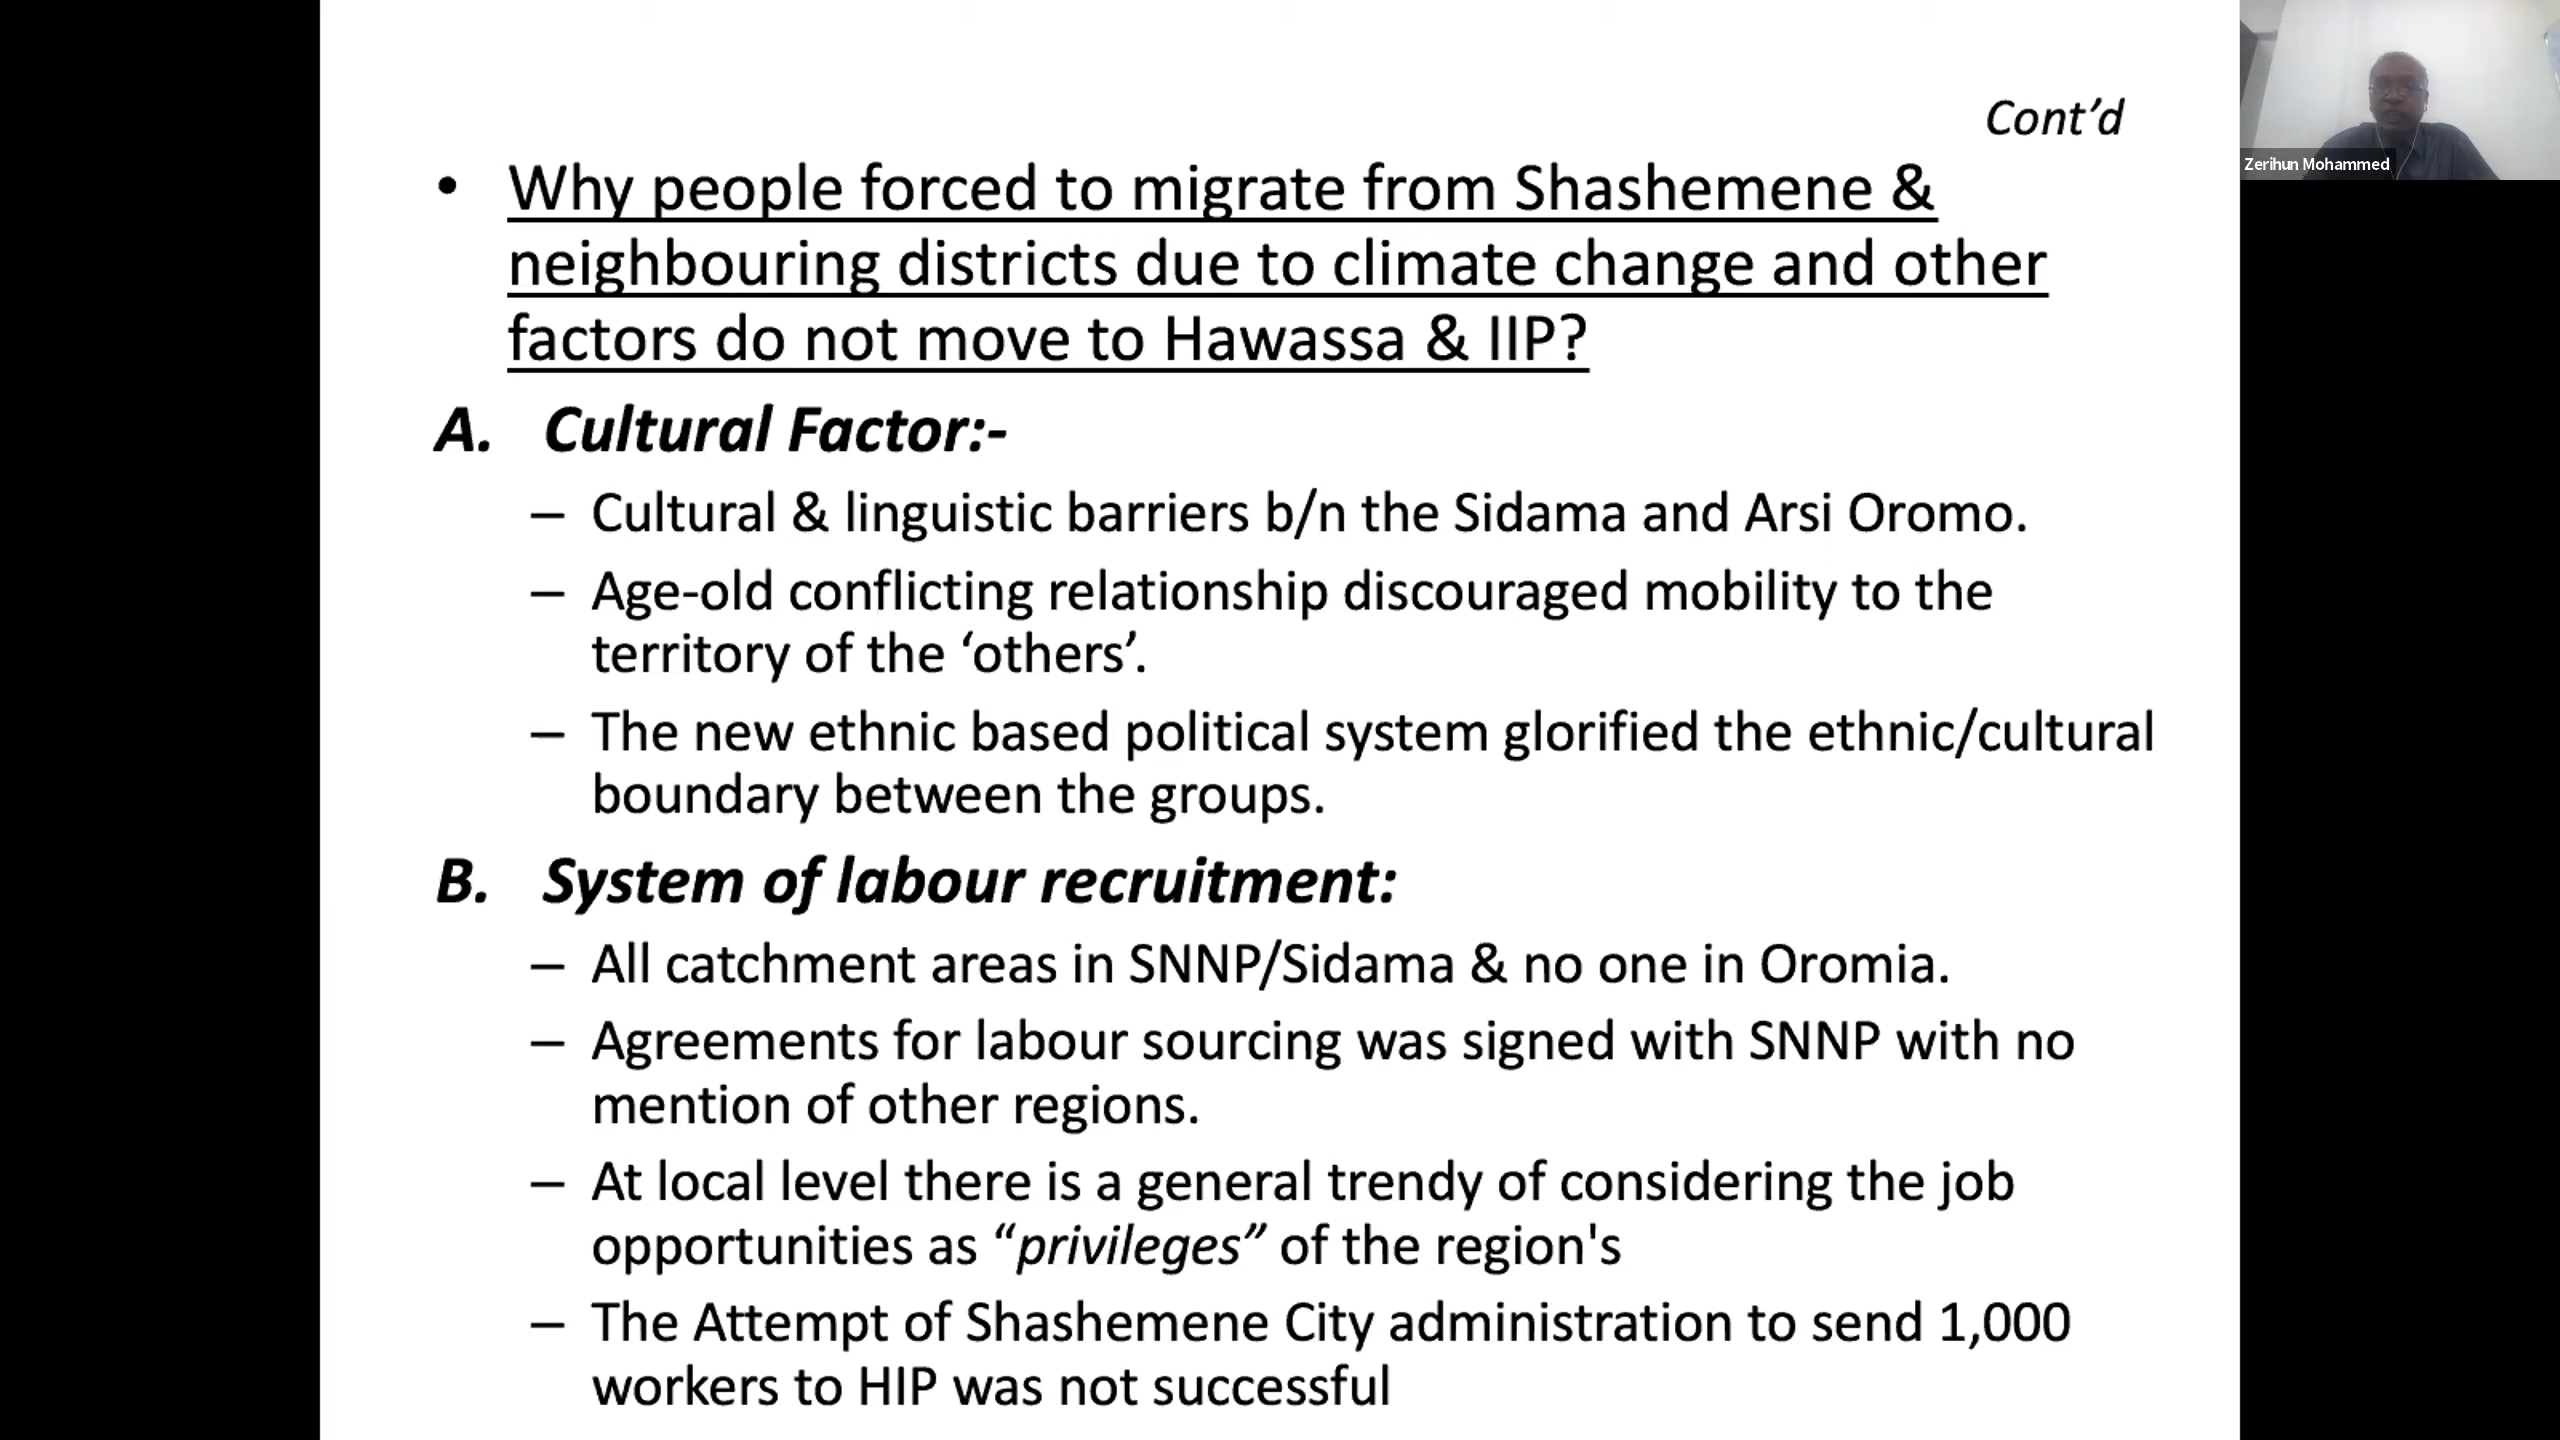 Cont’d
• Why people forced to migrate from Shashemene &
neighbouring districts due to climate change and other
factors do not move to Hawassa & IIP?
A. Cultural Factor:-
– Cultural & linguistic barriers b/n the Sidama and Arsi Oromo.
– Age-old conflicting relationship discouraged mobility to the
territory of the ‘others’.
– The new ethnic based political system glorified the ethnic/cultural
boundary between the groups.
B. System of labour recruitment:
– All catchment areas in SNNP/Sidama & no one in Oromia.
– Agreements for labour sourcing was signed with SNNP with no
mention of other regions.
– At local level there is a general trendy of considering the job
opportunities as “privileges” of the region's
– The Attempt of Shashemene City administration to send 1,000
workers to HIP was not successful
Zerihun Mohammed